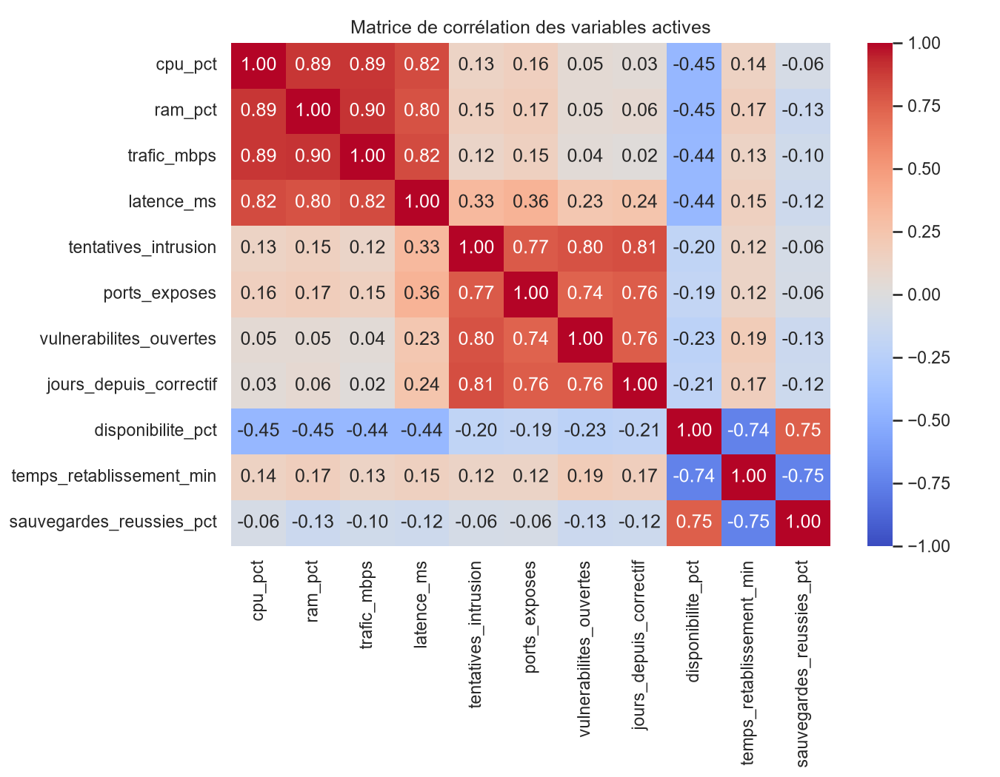 Matrice de corrélation des variables actives
cpu_pct 1.00 0.89 0.89 0.82 0.13 0.16 0.05 0.03 -0.45 0.14 -0.06
ram_pct 0.89 1.00 0.90 0.80 0.15 0.17 0.05 0.06 -0.45 0.17 -0.13
trafic_mbps 0.89 0.90 1.00 0.82 0.12 0.15 0.04 0.02 -0.44 0.13 -0.10
latence_ms 0.82 0.80 0.82 1.00 0.33 0.36 0.23 0.24 -0.44 0.15 -0.12
tentatives_intrusion 0.13 0.15 0.12 0.33 1.00 0.77 0.80 0.81 -0.20 0.12 -0.06
ports_exposes 0.16 0.17 0.15 0.36 0.77 1.00 0.74 0.76 -0.19 0.12 -0.06
vulnerabilites_ouvertes 0.05 0.05 0.04 0.23 0.80 0.74 1.00 0.76 -0.23 0.19 -0.13
jours_depuis_correctif 0.03 0.06 0.02 0.24 0.81 0.76 0.76 1.00 -0.21 0.17 -0.12
disponibilite_pct -0.45 -0.45 -0.44 -0.44 -0.20 -0.19 -0.23 -0.21 1.00 -0.74 0.75
temps_retablissement_min 0.14 0.17 0.13 0.15 0.12 0.12 0.19 0.17 -0.74 1.00 -0.75
sauvegardes_reussies_pct -0.06 -0.13 -0.10 -0.12 -0.06 -0.06 -0.13 -0.12 0.75 -0.75 1.00
cpu_pct
ram_pct
trafic_mbps
latence_ms
tentatives_intrusion
ports_exposes
vulnerabilites_ouvertes
jours_depuis_correctif
disponibilite_pct
temps_retablissement_min
sauvegardes_reussies_pct
1.00
0.75
0.50
0.25
0.00
−0.25
−0.50
−0.75
−1.00